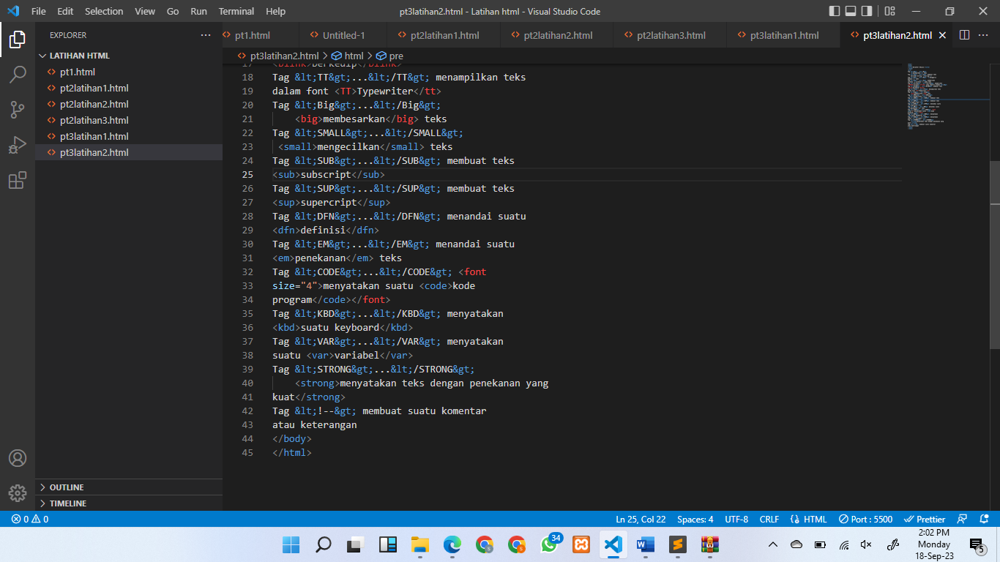 File Edit Selection View Go Run Terminal Help
pt3latihan2.html - Latihan html - Visual Studio Code
EXPLORER
pt1.html
Untitled-1
pt2latihan1.html
pt2latihan2.html
pt2latihan3.html
pt3latihan1.html
pt3latihan2.html
LATIHAN HTML
pt1.html
pt2latihan1.html
pt2latihan2.html
pt2latihan3.html
pt3latihan1.html
pt3latihan2.html
OUTLINE
TIMELINE
pt3latihan2.html > html > pre
17 <blink>berkedip</blink>
18 Tag &lt;TT&gt;...&lt;/TT&gt; menampilkan teks
19 dalam font <TT>Typewriter</tt>
20 Tag &lt;Big&gt;...&lt;/Big&gt;
21 <big>membesarkan</big> teks
22 Tag &lt;SMALL&gt;...&lt;/SMALL&gt;
23 <small>mengecilkan</small> teks
24 Tag &lt;SUB&gt;...&lt;/SUB&gt; membuat teks
25 <sub>subscript</sub>
26 Tag &lt;SUP&gt;...&lt;/SUP&gt; membuat teks
27 <sup>supercript</sup>
28 Tag &lt;DFN&gt;...&lt;/DFN&gt; menandai suatu
29 <dfn>definisi</dfn>
30 Tag &lt;EM&gt;...&lt;/EM&gt; menandai suatu
31 <em>penekanan</em> teks
32 Tag &lt;CODE&gt;...&lt;/CODE&gt; <font
33 size="4">menyatakan suatu <code>kode
34 program</code></font>
35 Tag &lt;KBD&gt;...&lt;/KBD&gt; menyatakan
36 <kbd>suatu keyboard</kbd>
37 Tag &lt;VAR&gt;...&lt;/VAR&gt; menyatakan
38 suatu <var>variabel</var>
39 Tag &lt;STRONG&gt;...&lt;/STRONG&gt;
40 <strong>menyatakan teks dengan penekanan yang
41 kuat</strong>
42 Tag &lt;!--&gt; membuat suatu komentar
43 atau keterangan
44 </body>
45 </html>
0 0
Ln 25, Col 22 Spaces: 4 UTF-8 CRLF HTML Port : 5500 Prettier
34
2:02 PM
Monday
18-Sep-23
5